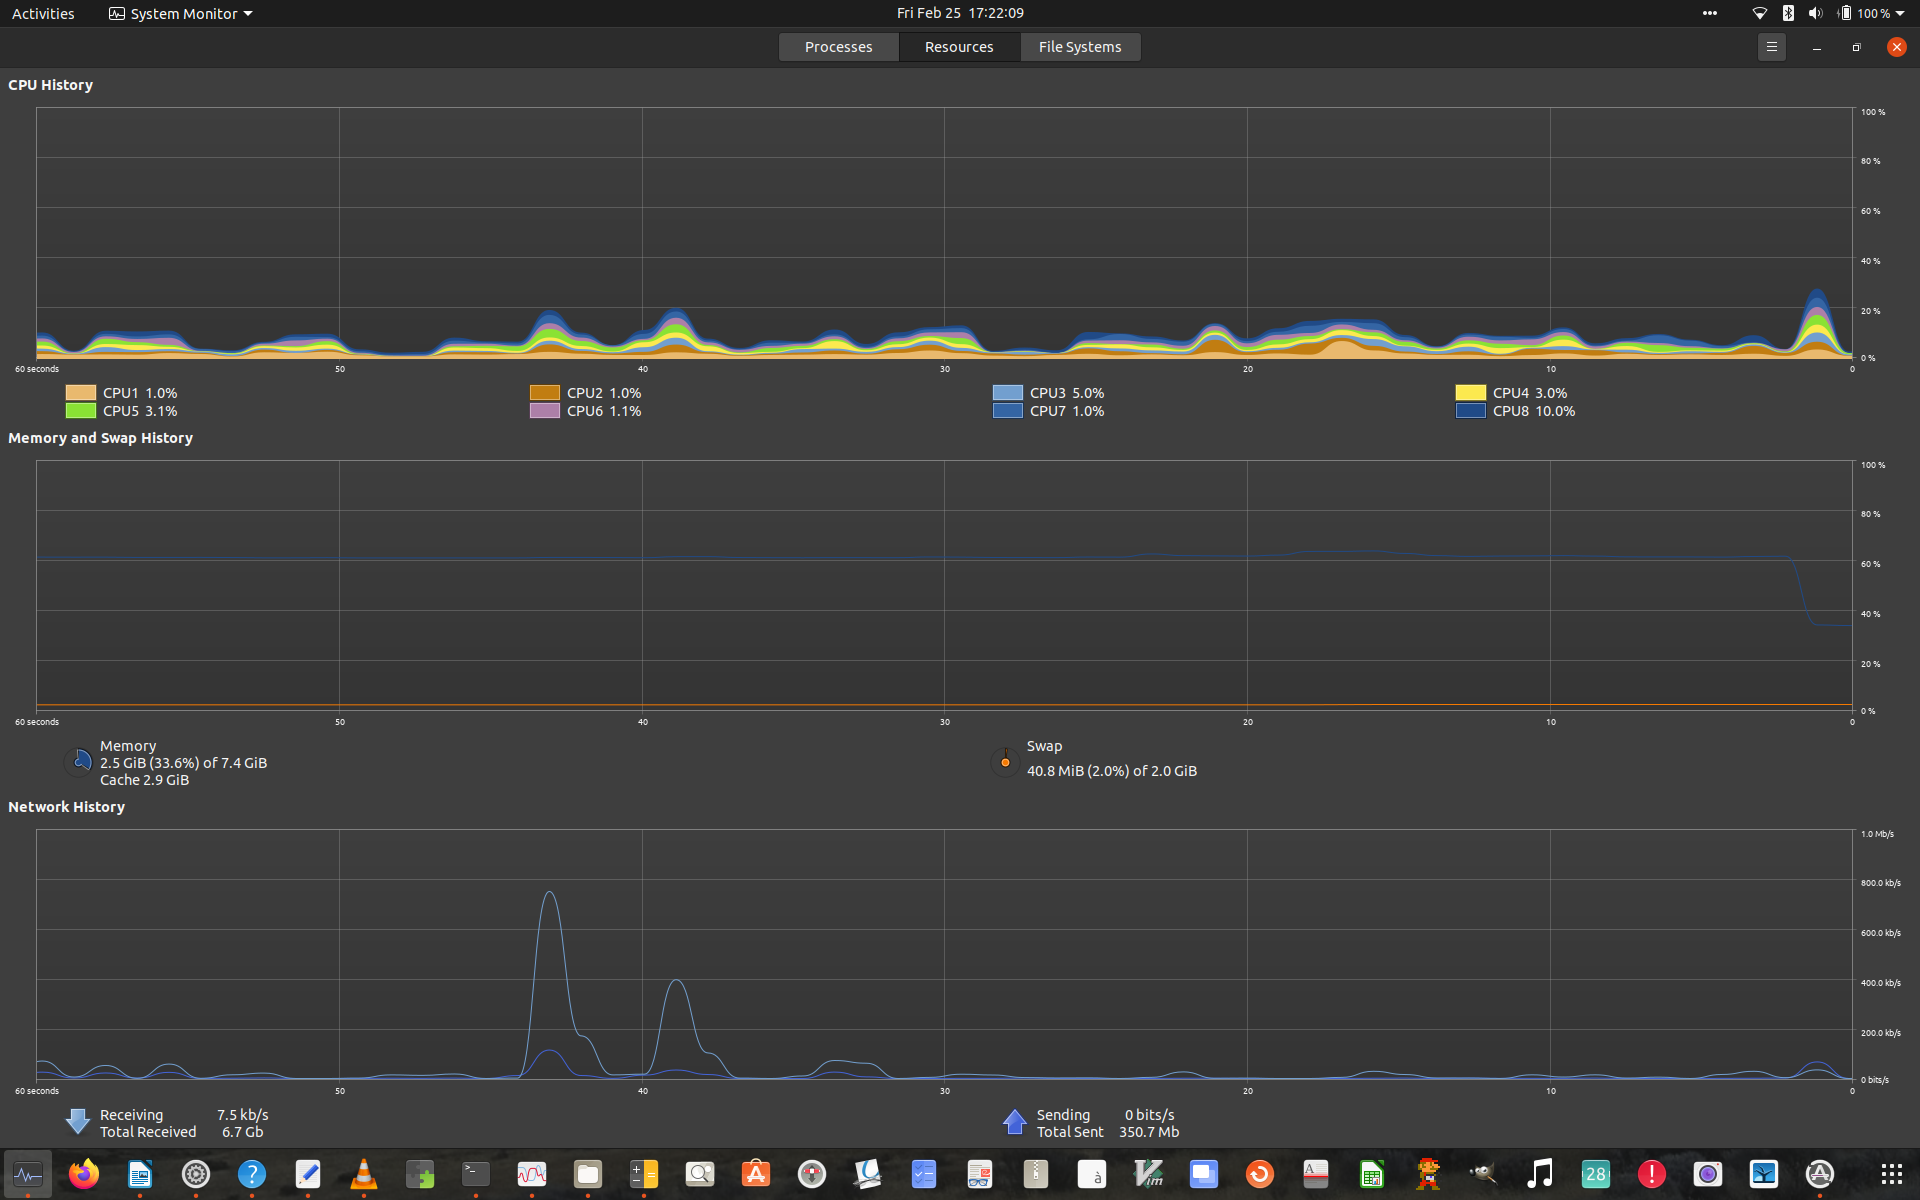 Activities System Monitor Fri Feb 25 17:22:09 100 %
Processes Resources File Systems
CPU History
100 %
80 %
60 %
40 %
20 %
0 %
60 seconds 50 40 30 20 10 0
CPU1 1.0% CPU2 1.0% CPU3 5.0% CPU4 3.0%
CPU5 3.1% CPU6 1.1% CPU7 1.0% CPU8 10.0%
Memory and Swap History
100 %
80 %
60 %
40 %
20 %
0 %
60 seconds 50 40 30 20 10 0
Memory
2.5 GiB (33.6%) of 7.4 GiB
Cache 2.9 GiB
Swap
40.8 MiB (2.0%) of 2.0 GiB
Network History
1.0 Mb/s
800.0 kb/s
600.0 kb/s
400.0 kb/s
200.0 kb/s
0 bits/s
60 seconds 50 40 30 20 10 0
Receiving 7.5 kb/s Sending 0 bits/s
Total Received 6.7 Gb Total Sent 350.7 Mb
? >_ A à Vim A 28 !